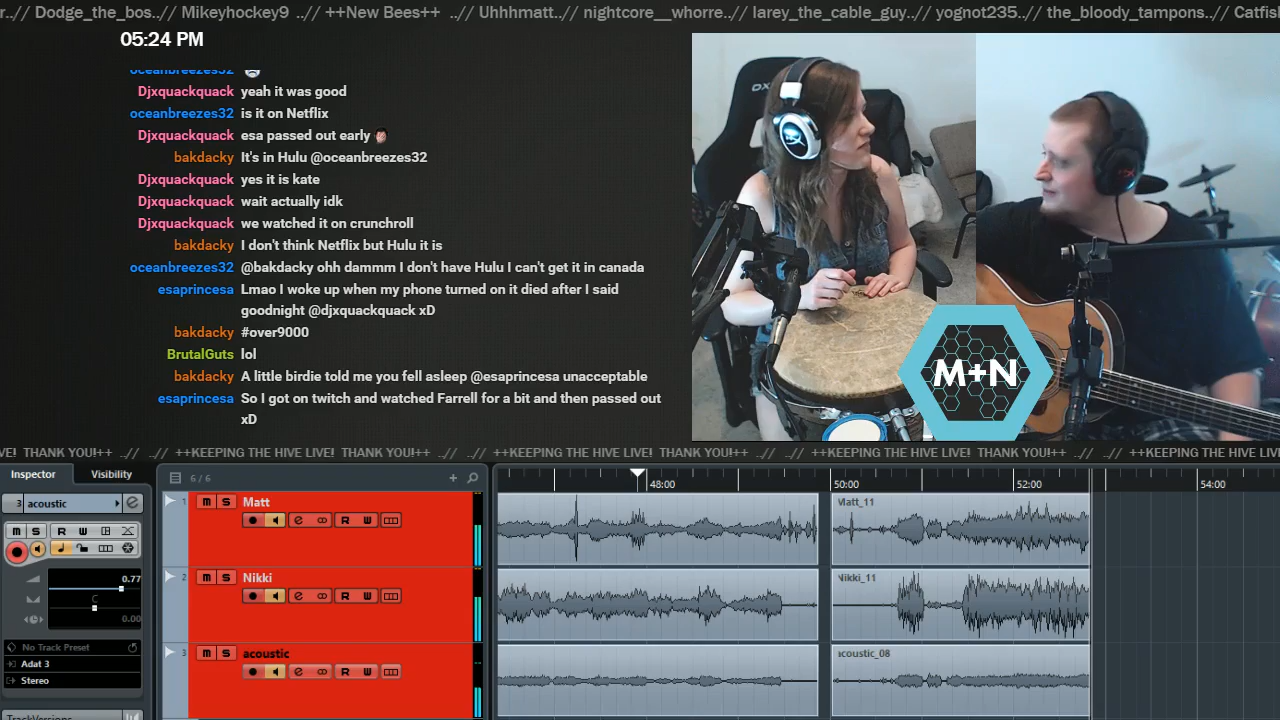 r..// Dodge_the_bos..// Mikeyhockey9 ..// ++New Bees++ ..// Uhhhmatt..// nightcore__whorre..// larey_the_cable_guy..// yognot235..// the_bloody_tampons..// Catfis
05:24 PM
oceanbreezes32
Djxquackquack yeah it was good
oceanbreezes32 is it on Netflix
Djxquackquack esa passed out early
bakdacky It's in Hulu @oceanbreezes32
Djxquackquack yes it is kate
Djxquackquack wait actually idk
Djxquackquack we watched it on crunchroll
bakdacky I don't think Netflix but Hulu it is
oceanbreezes32 @bakdacky ohh dammm I don't have Hulu I can't get it in canada
esaprincesa Lmao I woke up when my phone turned on it died after I said
goodnight @djxquackquack xD
bakdacky #over9000
BrutalGuts lol
bakdacky A little birdie told me you fell asleep @esaprincesa unacceptable
esaprincesa So I got on twitch and watched Farrell for a bit and then passed out
xD
M+N
VE! THANK YOU!++ ..// ..// ++KEEPING THE HIVE LIVE! THANK YOU!++ ..// ..// ++KEEPING THE HIVE LIVE! THANK YOU!++ ..// ..// ++KEEPING THE HIVE LIVE! THANK YOU!++ ..// ..// ++KEEPING THE HI
Inspector Visibility 6 / 6
48:00 50:00 52:00 54:00
3 acoustic e
M S R W
0.77
C
0.00
No Track Preset
Adat 3
Stereo
TrackVersions
1 M S Matt
e R W
2 M S Nikki
e R W
3 M S acoustic
e R W
Matt_11
Nikki_11
acoustic_08